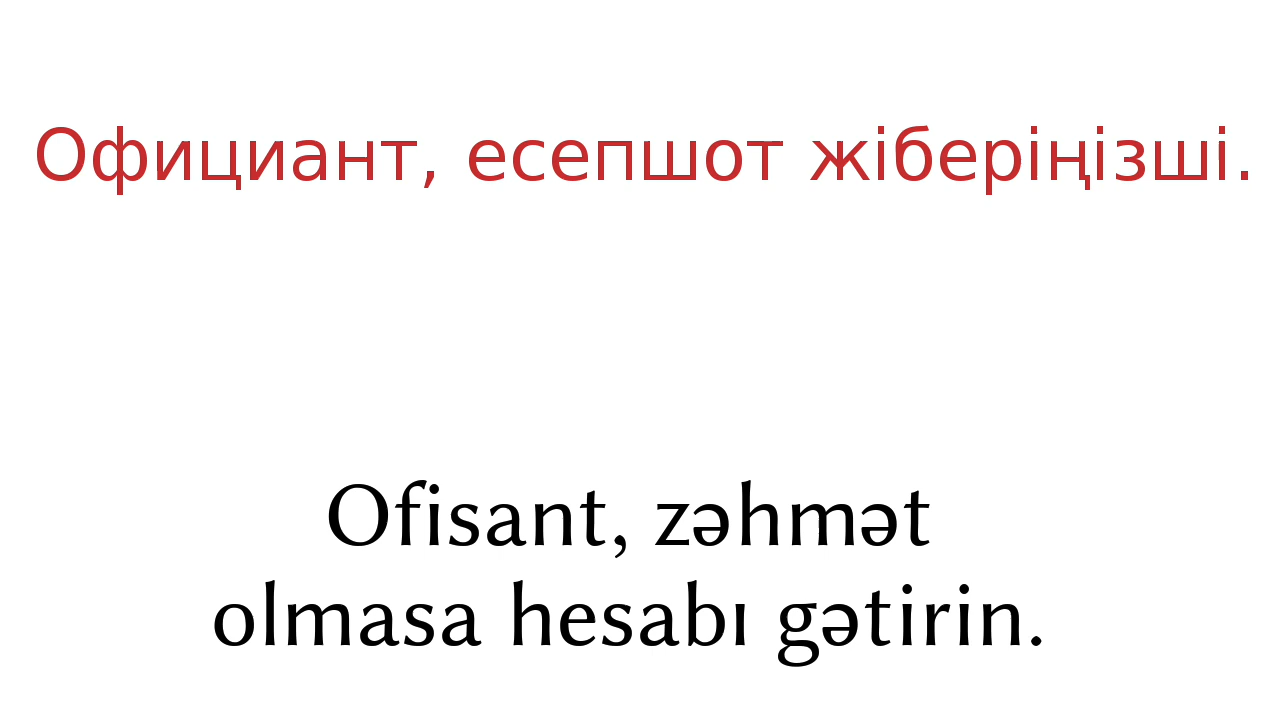 Официант, есепшот жіберіңізші.
Ofisant, zəhmət
olmasa hesabı gətirin.